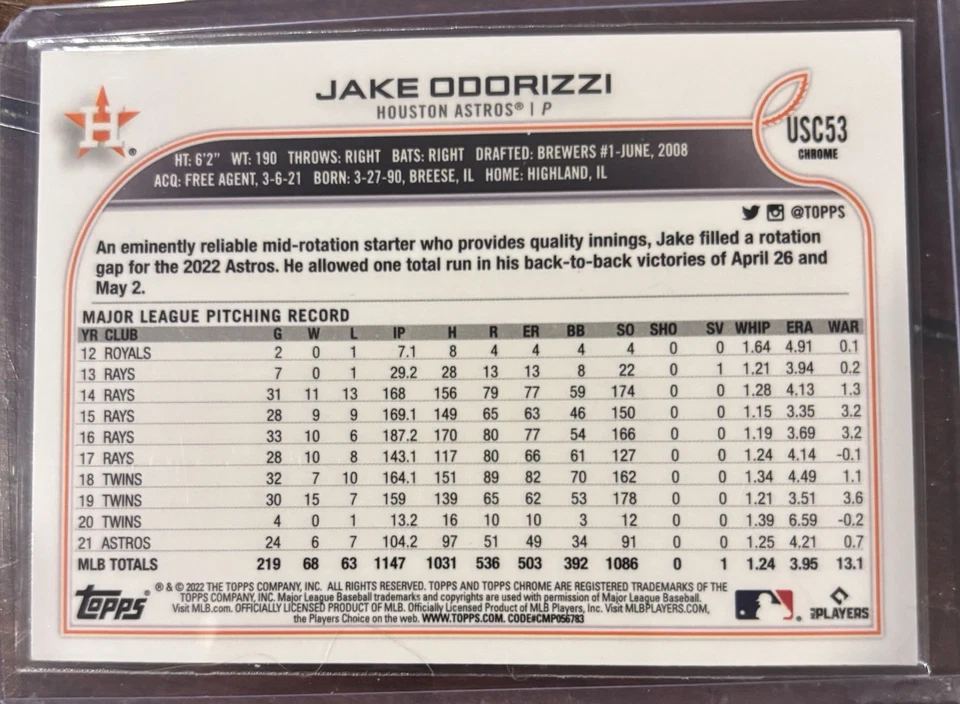 H®
JAKE ODORIZZI
HOUSTON ASTROS® | P
USC53
CHROME
HT: 6'2" WT: 190 THROWS: RIGHT BATS: RIGHT DRAFTED: BREWERS #1-JUNE, 2008
ACQ: FREE AGENT, 3-6-21 BORN: 3-27-90, BREESE, IL HOME: HIGHLAND, IL
@TOPPS
An eminently reliable mid-rotation starter who provides quality innings, Jake filled a rotation
gap for the 2022 Astros. He allowed one total run in his back-to-back victories of April 26 and
May 2.
MAJOR LEAGUE PITCHING RECORD
YR CLUB G W L IP H R ER BB SO SHO SV WHIP ERA WAR
12 ROYALS 2 0 1 7.1 8 4 4 4 4 0 0 1.64 4.91 0.1
13 RAYS 7 0 1 29.2 28 13 13 8 22 0 1 1.21 3.94 0.2
14 RAYS 31 11 13 168 156 79 77 59 174 0 0 1.28 4.13 1.3
15 RAYS 28 9 9 169.1 149 65 63 46 150 0 0 1.15 3.35 3.2
16 RAYS 33 10 6 187.2 170 80 77 54 166 0 0 1.19 3.69 3.2
17 RAYS 28 10 8 143.1 117 80 66 61 127 0 0 1.24 4.14 -0.1
18 TWINS 32 7 10 164.1 151 89 82 70 162 0 0 1.34 4.49 1.1
19 TWINS 30 15 7 159 139 65 62 53 178 0 0 1.21 3.51 3.6
20 TWINS 4 0 1 13.2 16 10 10 3 12 0 0 1.39 6.59 -0.2
21 ASTROS 24 6 7 104.2 97 51 49 34 91 0 0 1.25 4.21 0.7
MLB TOTALS 219 68 63 1147 1031 536 503 392 1086 0 1 1.24 3.95 13.1
Topps
® & © 2022 THE TOPPS COMPANY, INC. ALL RIGHTS RESERVED. TOPPS AND TOPPS CHROME ARE REGISTERED TRADEMARKS OF THE
TOPPS COMPANY, INC. Major League Baseball trademarks and copyrights are used with permission of Major League Baseball.
Visit MLB.com. OFFICIALLY LICENSED PRODUCT OF MLB. Officially Licensed Product of MLB Players, Inc. Visit MLBPLAYERS.COM,
the Players Choice on the web. WWW.TOPPS.COM. CODE#CMP056783
MLB PLAYERS